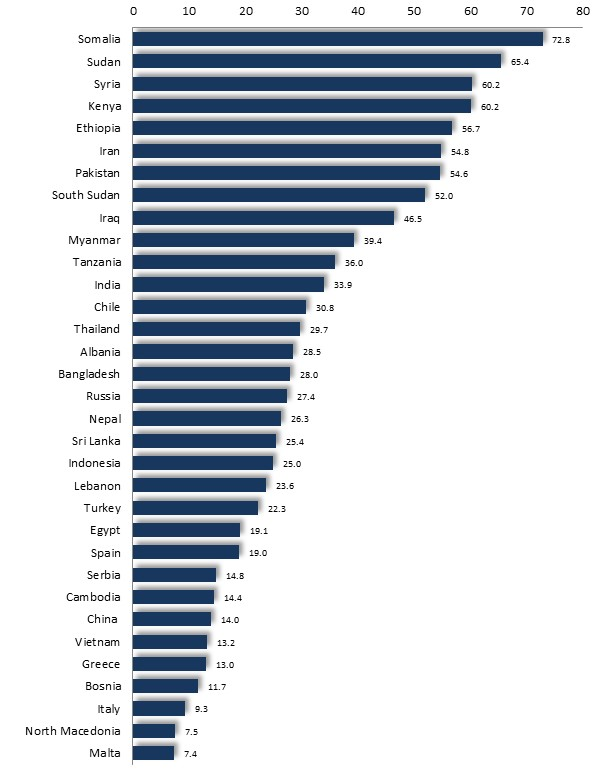 0 10 20 30 40 50 60 70 80
Somalia 72.8
Sudan 65.4
Syria 60.2
Kenya 60.2
Ethiopia 56.7
Iran 54.8
Pakistan 54.6
South Sudan 52.0
Iraq 46.5
Myanmar 39.4
Tanzania 36.0
India 33.9
Chile 30.8
Thailand 29.7
Albania 28.5
Bangladesh 28.0
Russia 27.4
Nepal 26.3
Sri Lanka 25.4
Indonesia 25.0
Lebanon 23.6
Turkey 22.3
Egypt 19.1
Spain 19.0
Serbia 14.8
Cambodia 14.4
China 14.0
Vietnam 13.2
Greece 13.0
Bosnia 11.7
Italy 9.3
North Macedonia 7.5
Malta 7.4